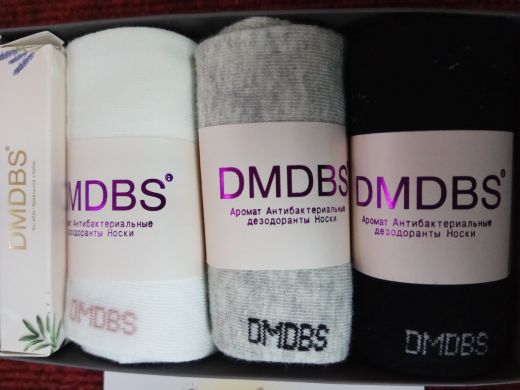 DMDBS
DMDBS®
Аромат Антибактериальные
дезодоранты Носки
DMDBS
DMDBS®
Аромат Антибактериальные
дезодоранты Носки
DMDBS
DMDBS®
Аромат Антибактериальные
дезодоранты Носки
DMDBS